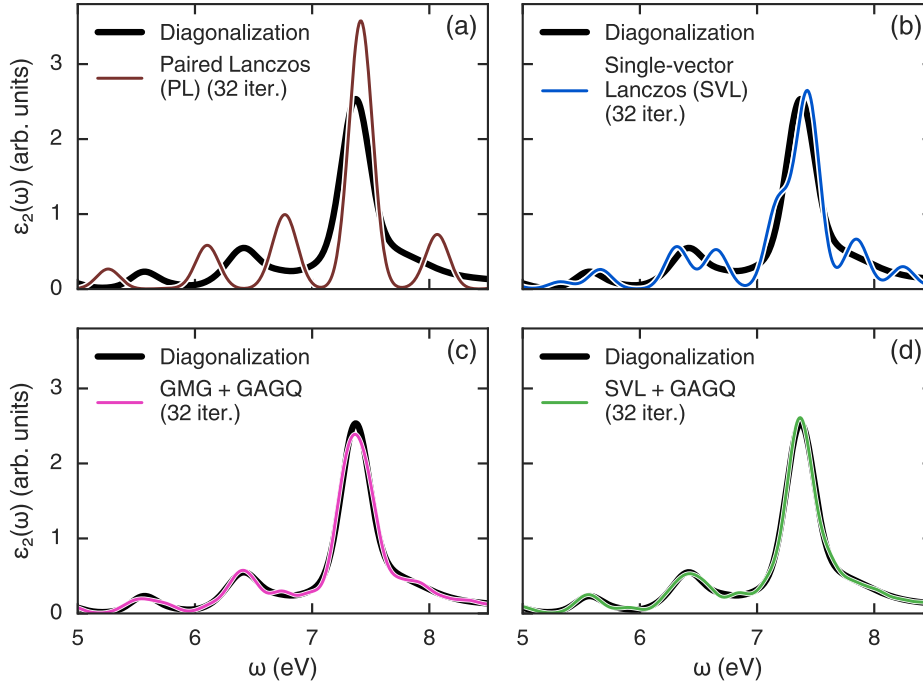 (a)
Diagonalization
Paired Lanczos
(PL) (32 iter.)
ε₂(ω) (arb. units)
3
2
1
0
(b)
Diagonalization
Single-vector
Lanczos (SVL)
(32 iter.)
(c)
Diagonalization
GMG + GAGQ
(32 iter.)
ε₂(ω) (arb. units)
3
2
1
0
5 6 7 8
ω (eV)
(d)
Diagonalization
SVL + GAGQ
(32 iter.)
5 6 7 8
ω (eV)